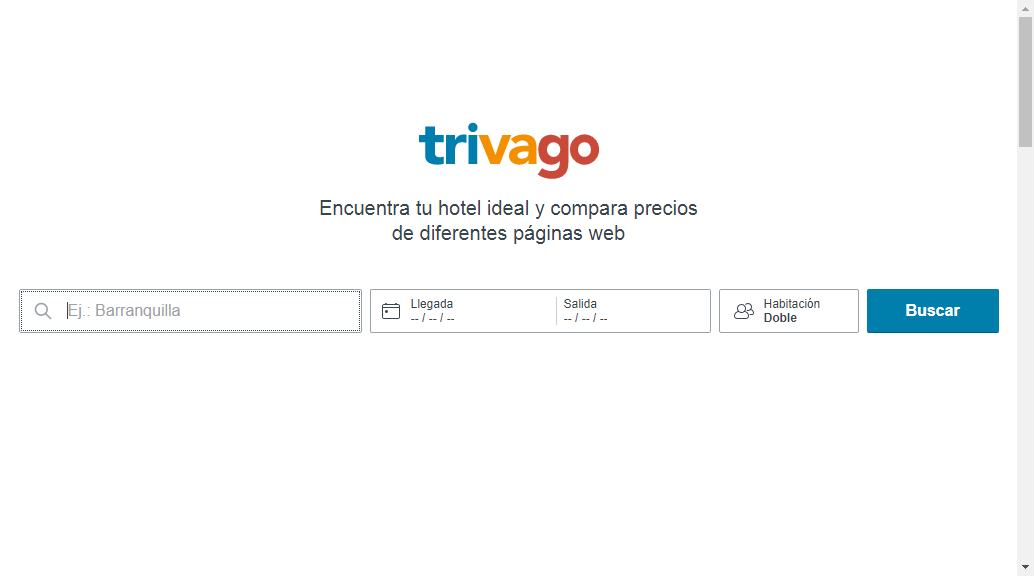 trivago
Encuentra tu hotel ideal y compara precios
de diferentes páginas web
Ej.: Barranquilla
Llegada
-- / -- / --
Salida
-- / -- / --
Habitación
Doble
Buscar